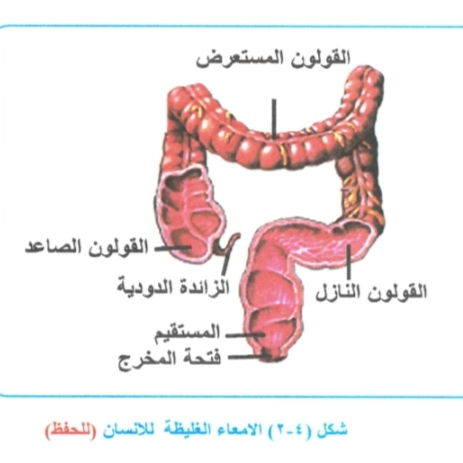 القولون المستعرض
القولون الصاعد
الزائدة الدودية
القولون النازل
المستقيم
فتحة المخرج
شكل (٤-٢) الامعاء الغليظة للانسان (للحفظ)